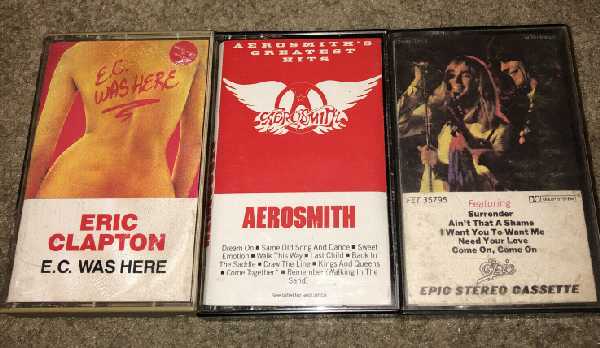 E.C.
WAS HERE
ERIC
CLAPTON
E.C. WAS HERE
AEROSMITH'S
GREATEST
HITS
AEROSMITH
AEROSMITH
Dream On ■ Same Old Song And Dance ■ Sweet
Emotion ■ Walk This Way ■ Last Child ■ Back In
The Saddle ■ Draw The Line ■ Kings And Queens
■ Come Together* ■ Remember (Walking In The
Sand)
FET 35795
Featuring
Surrender
Ain't That A Shame
I Want You To Want Me
Need Your Love
Come On, Come On
Epic
EPIC STEREO CASSETTE